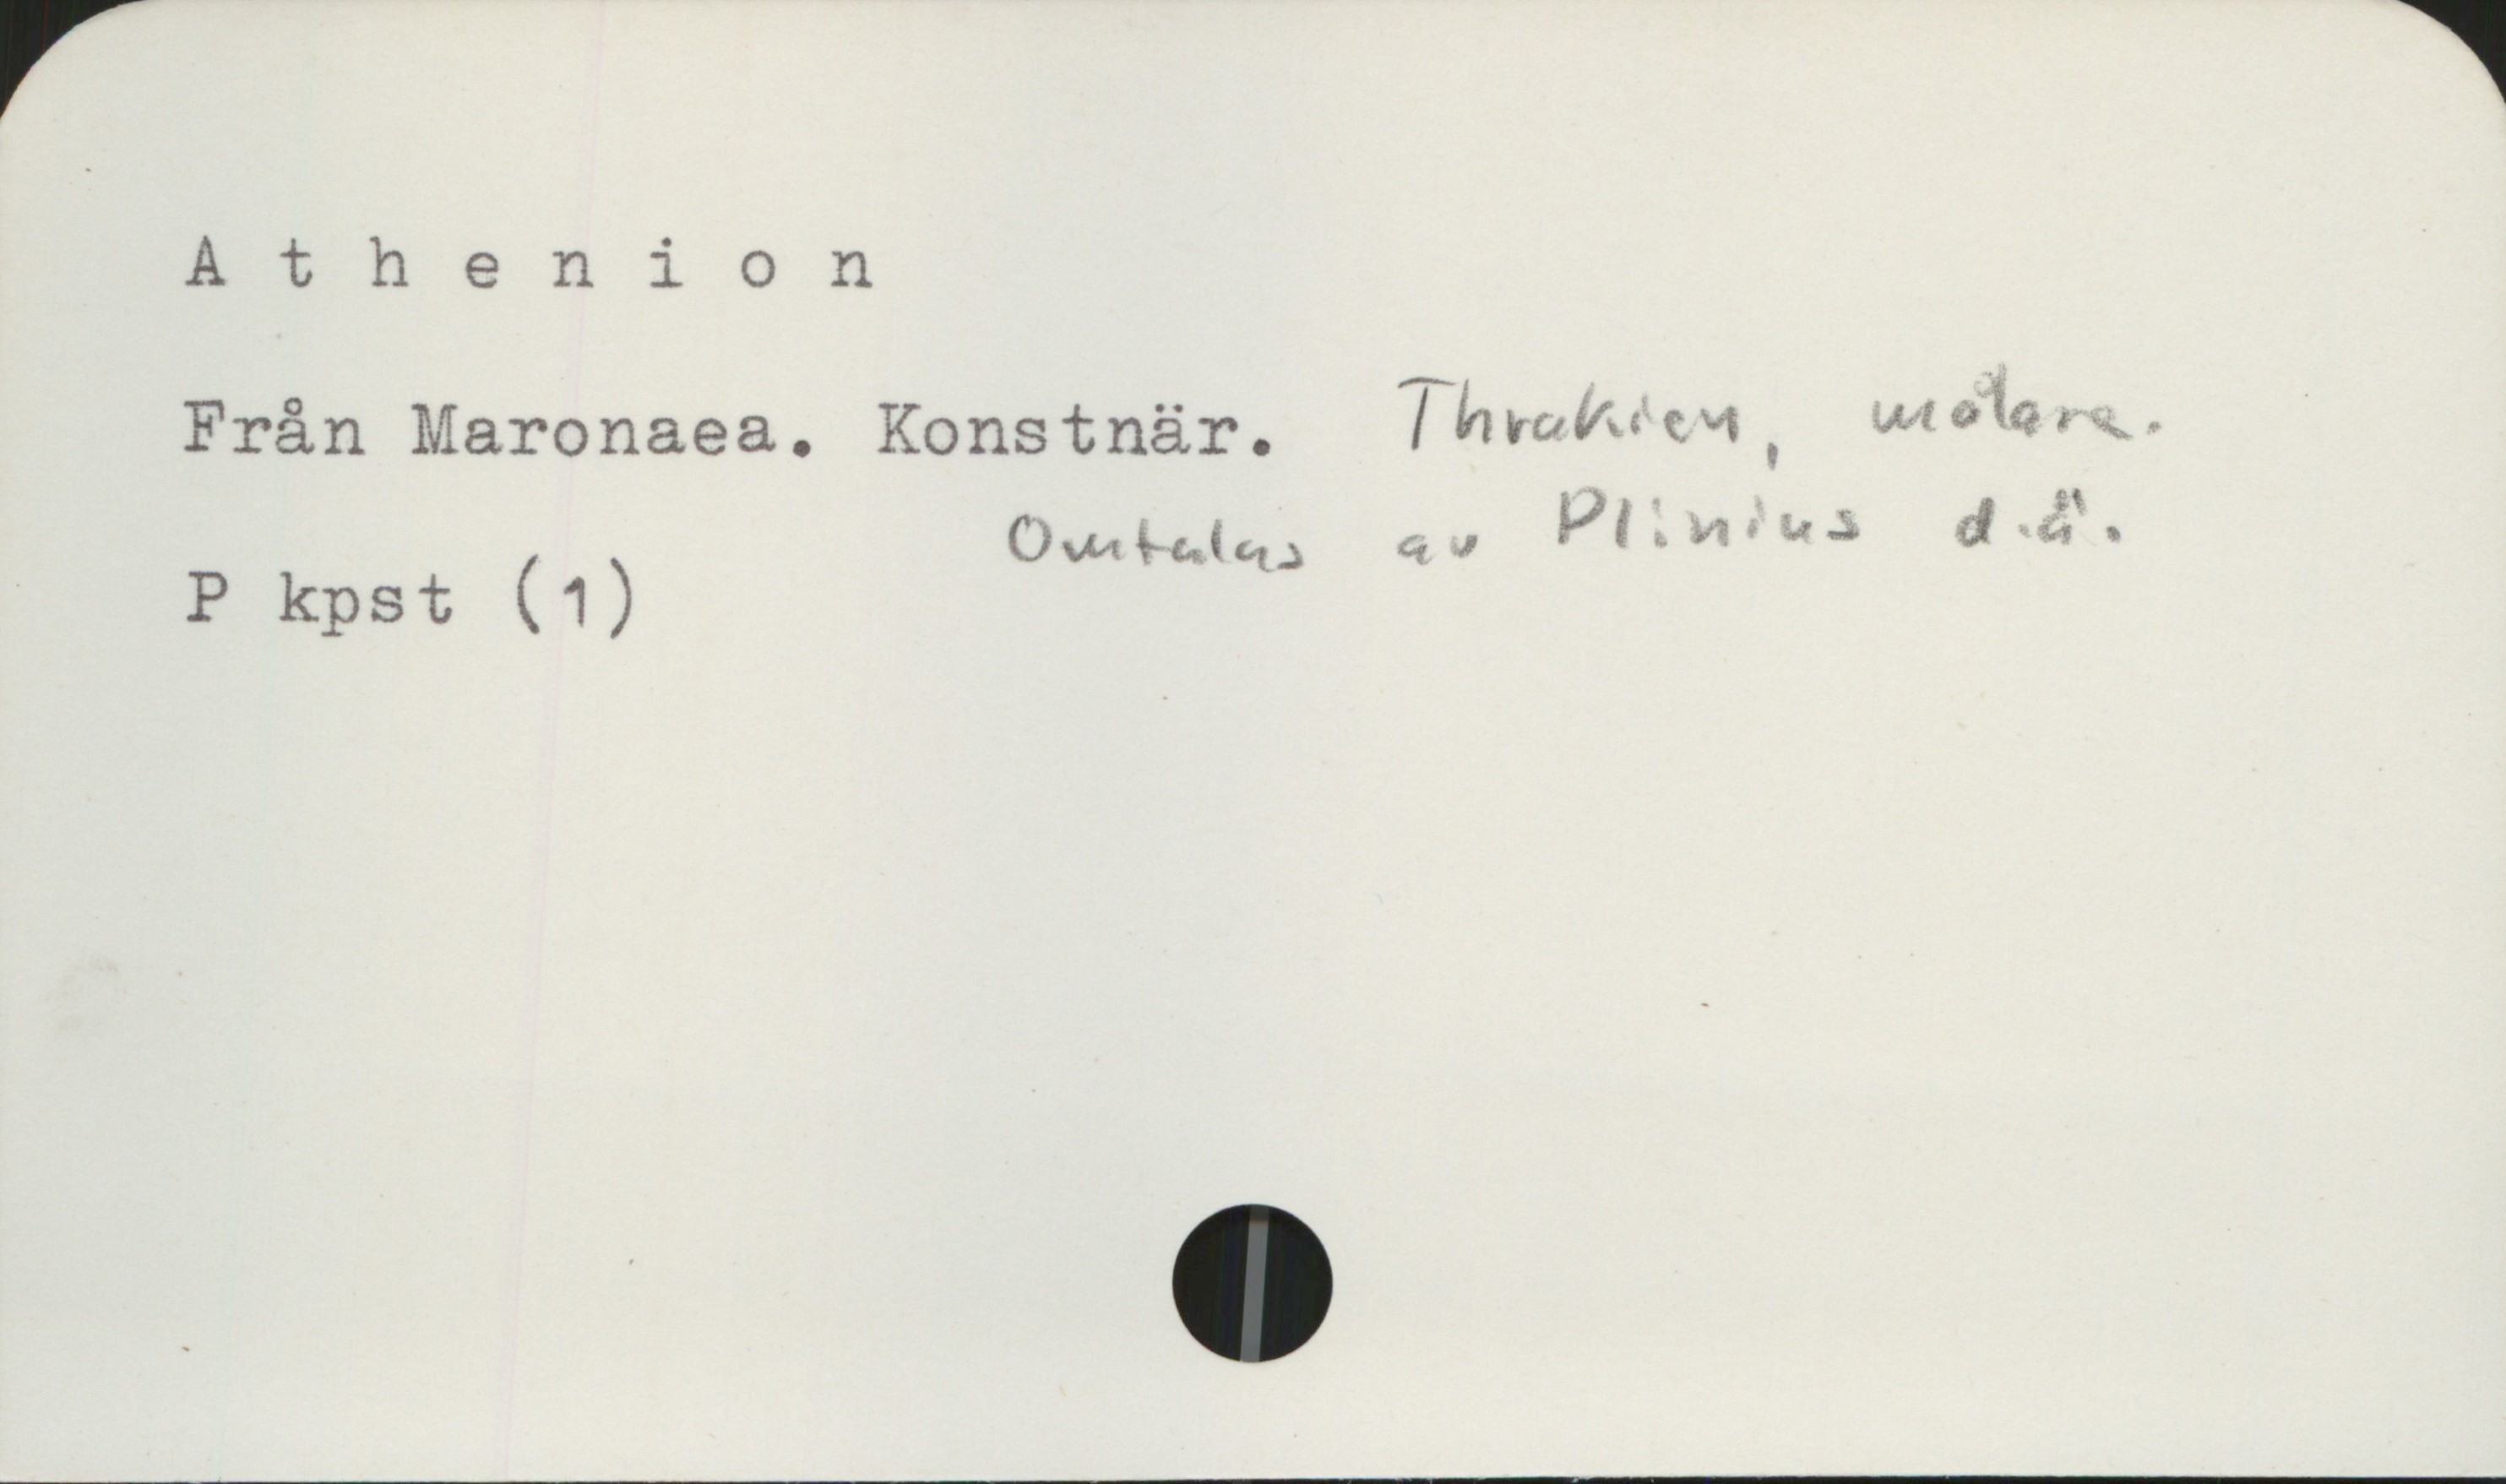 A t h e n i o n
Från Maronaea. Konstnär. Thrakien, målare.
Omtalas av Plinius d.ä.
P kpst (1)